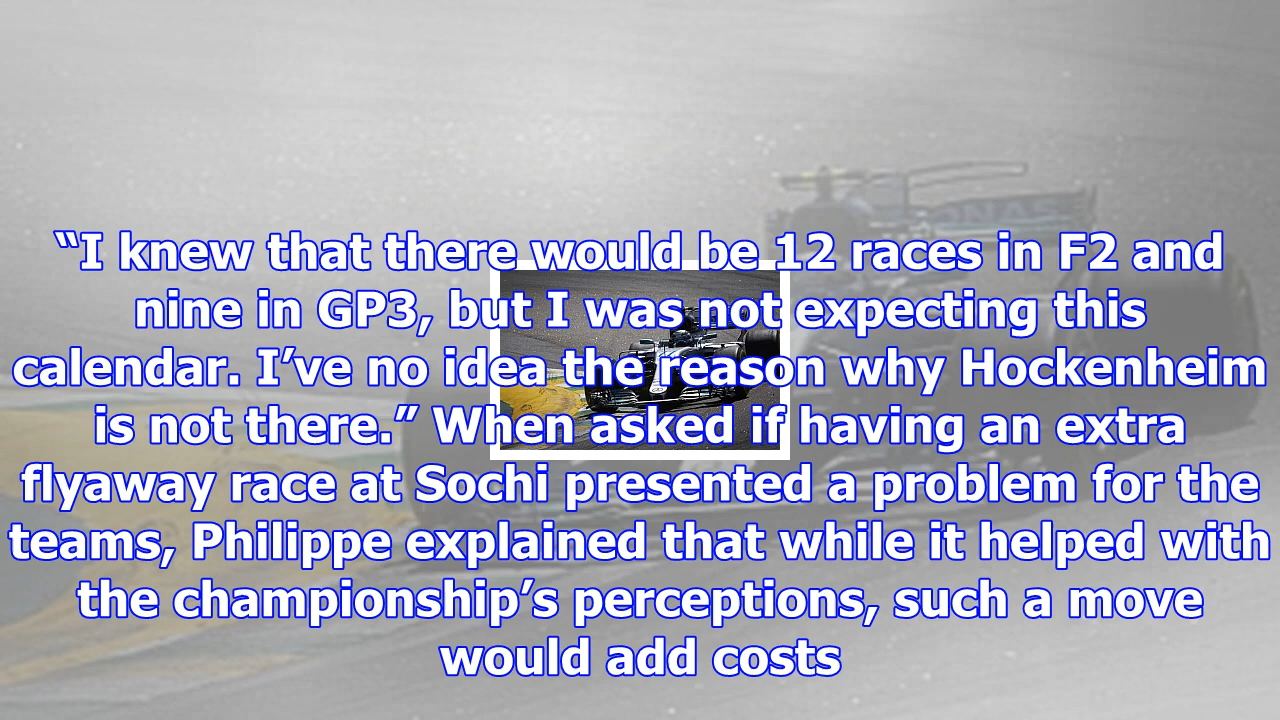 “I knew that there would be 12 races in F2 and
nine in GP3, but I was not expecting this
calendar. I’ve no idea the reason why Hockenheim
is not there.” When asked if having an extra
flyaway race at Sochi presented a problem for the
teams, Philippe explained that while it helped with
the championship’s perceptions, such a move
would add costs